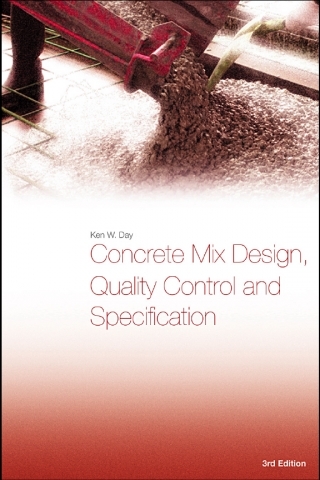 Ken W. Day
Concrete Mix Design,
Quality Control and
Specification
3rd Edition